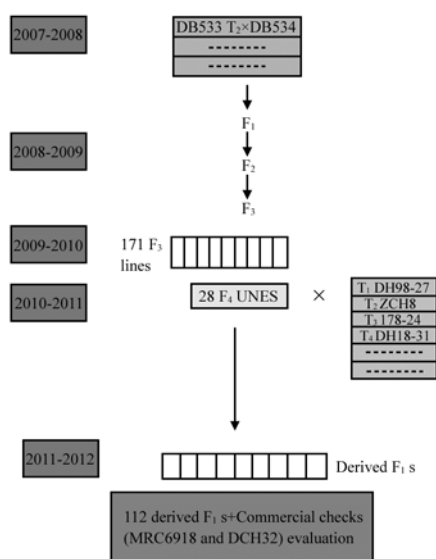 2007-2008
DB533 T₂×DB534
--------
--------
F₁
2008-2009
F₂
F₃
2009-2010
171 F₃
lines
2010-2011
28 F₄ UNES
×
T₁ DH98-27
T₂ ZCH8
T₃ 178-24
T₄ DH18-31
--------
--------
2011-2012
Derived F₁ s
112 derived F₁ s+Commercial checks
(MRC6918 and DCH32) evaluation